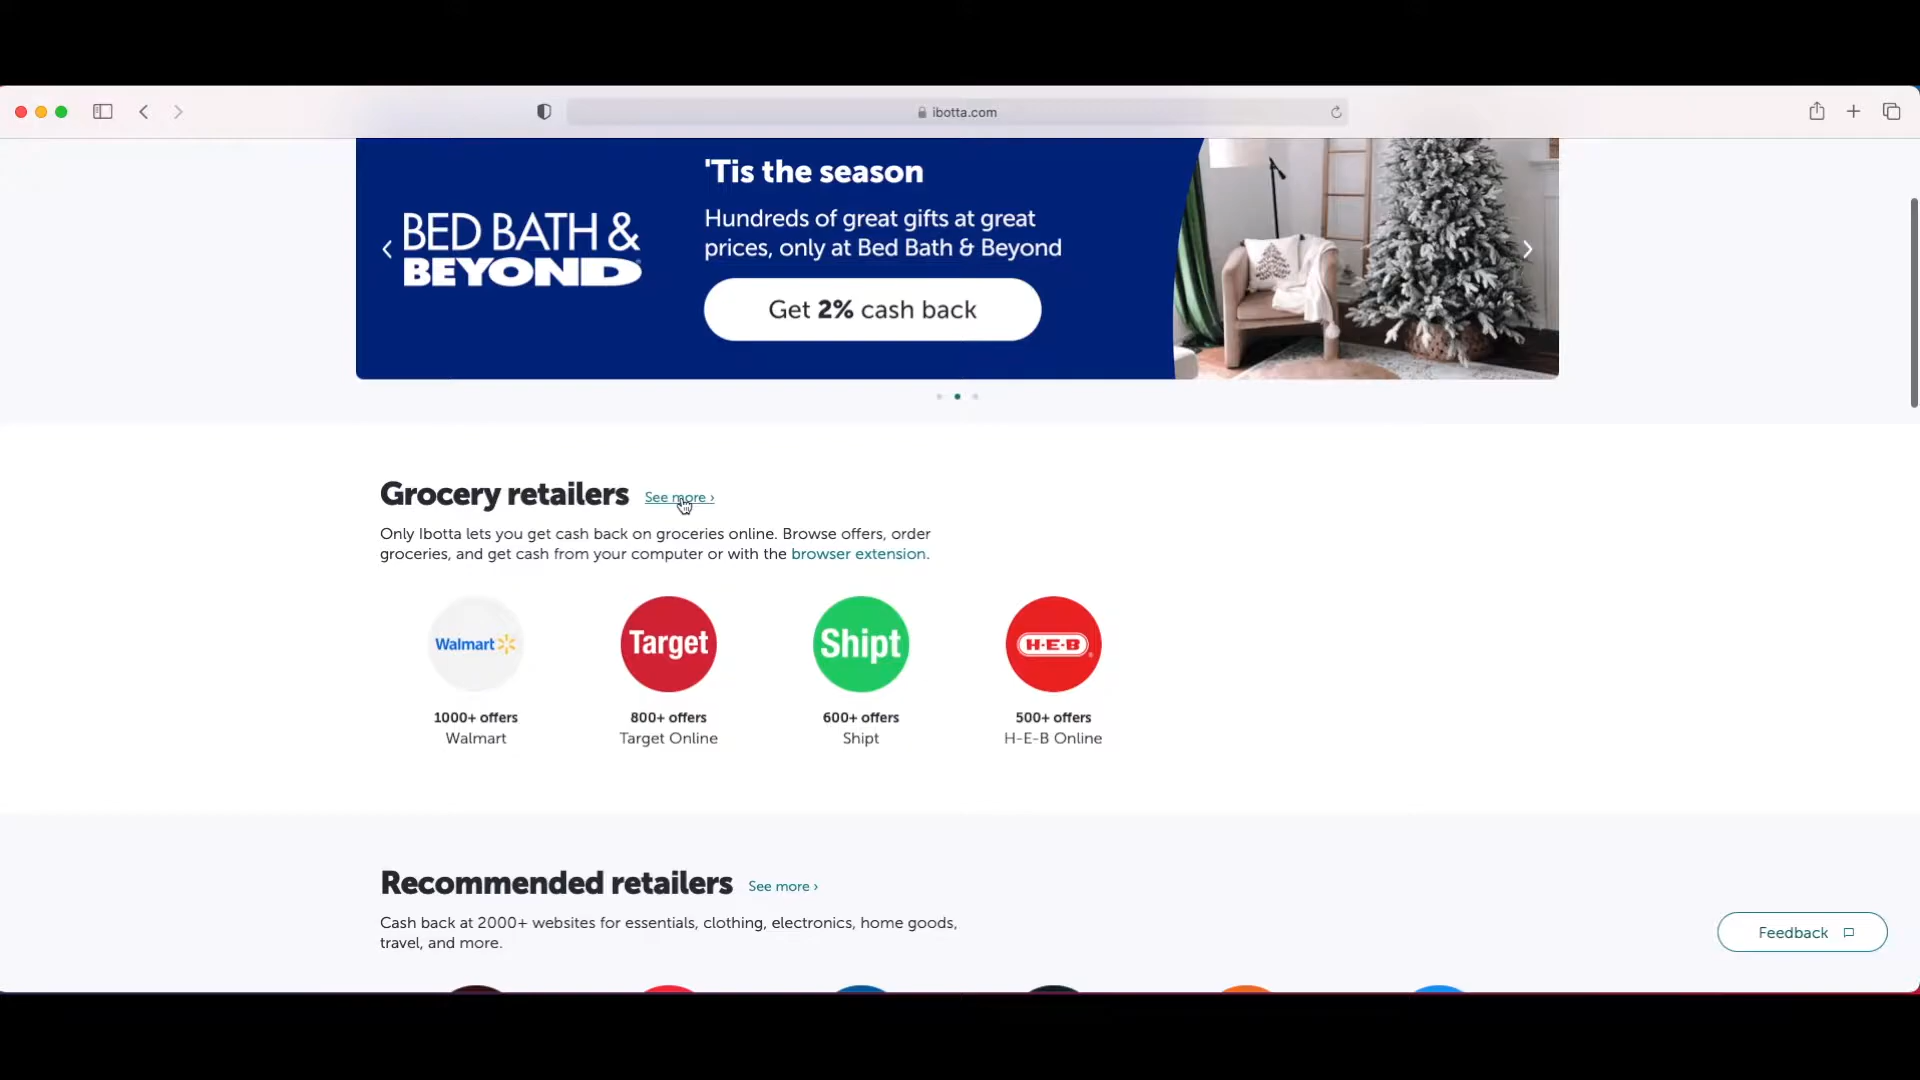 ibotta.com
'Tis the season
Hundreds of great gifts at great
prices, only at Bed Bath & Beyond
BED BATH &
BEYOND
Get 2% cash back
Grocery retailers See more ›
Only Ibotta lets you get cash back on groceries online. Browse offers, order
groceries, and get cash from your computer or with the browser extension.
Walmart
Target
Shipt
H-E-B
1000+ offers
Walmart
800+ offers
Target Online
600+ offers
Shipt
500+ offers
H-E-B Online
Recommended retailers See more ›
Cash back at 2000+ websites for essentials, clothing, electronics, home goods,
travel, and more.
Feedback